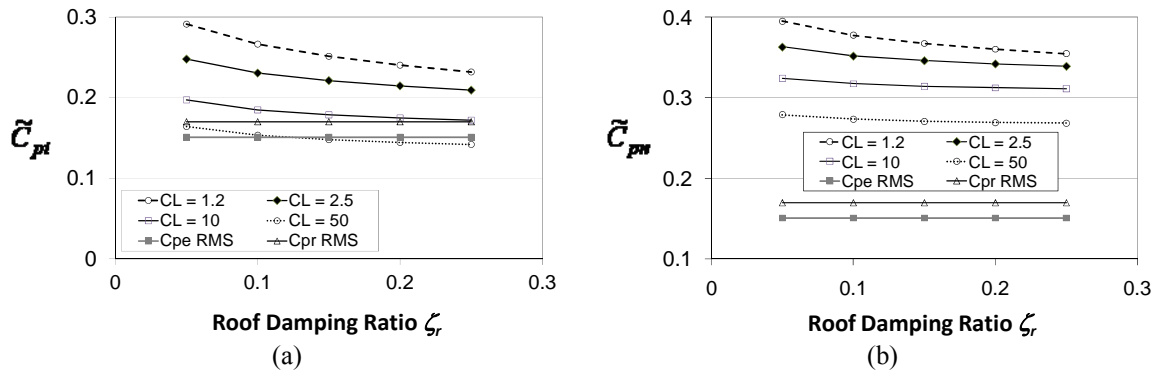 0.3
0.2
0.1
0
C̃pi
CL = 1.2
CL = 2.5
CL = 10
CL = 50
Cpe RMS
Cpr RMS
0
0.1
0.2
0.3
Roof Damping Ratio ζr
(a)
0.4
0.3
0.2
0.1
C̃pn
CL = 1.2
CL = 2.5
CL = 10
CL = 50
Cpe RMS
Cpr RMS
0
0.1
0.2
0.3
Roof Damping Ratio ζr
(b)